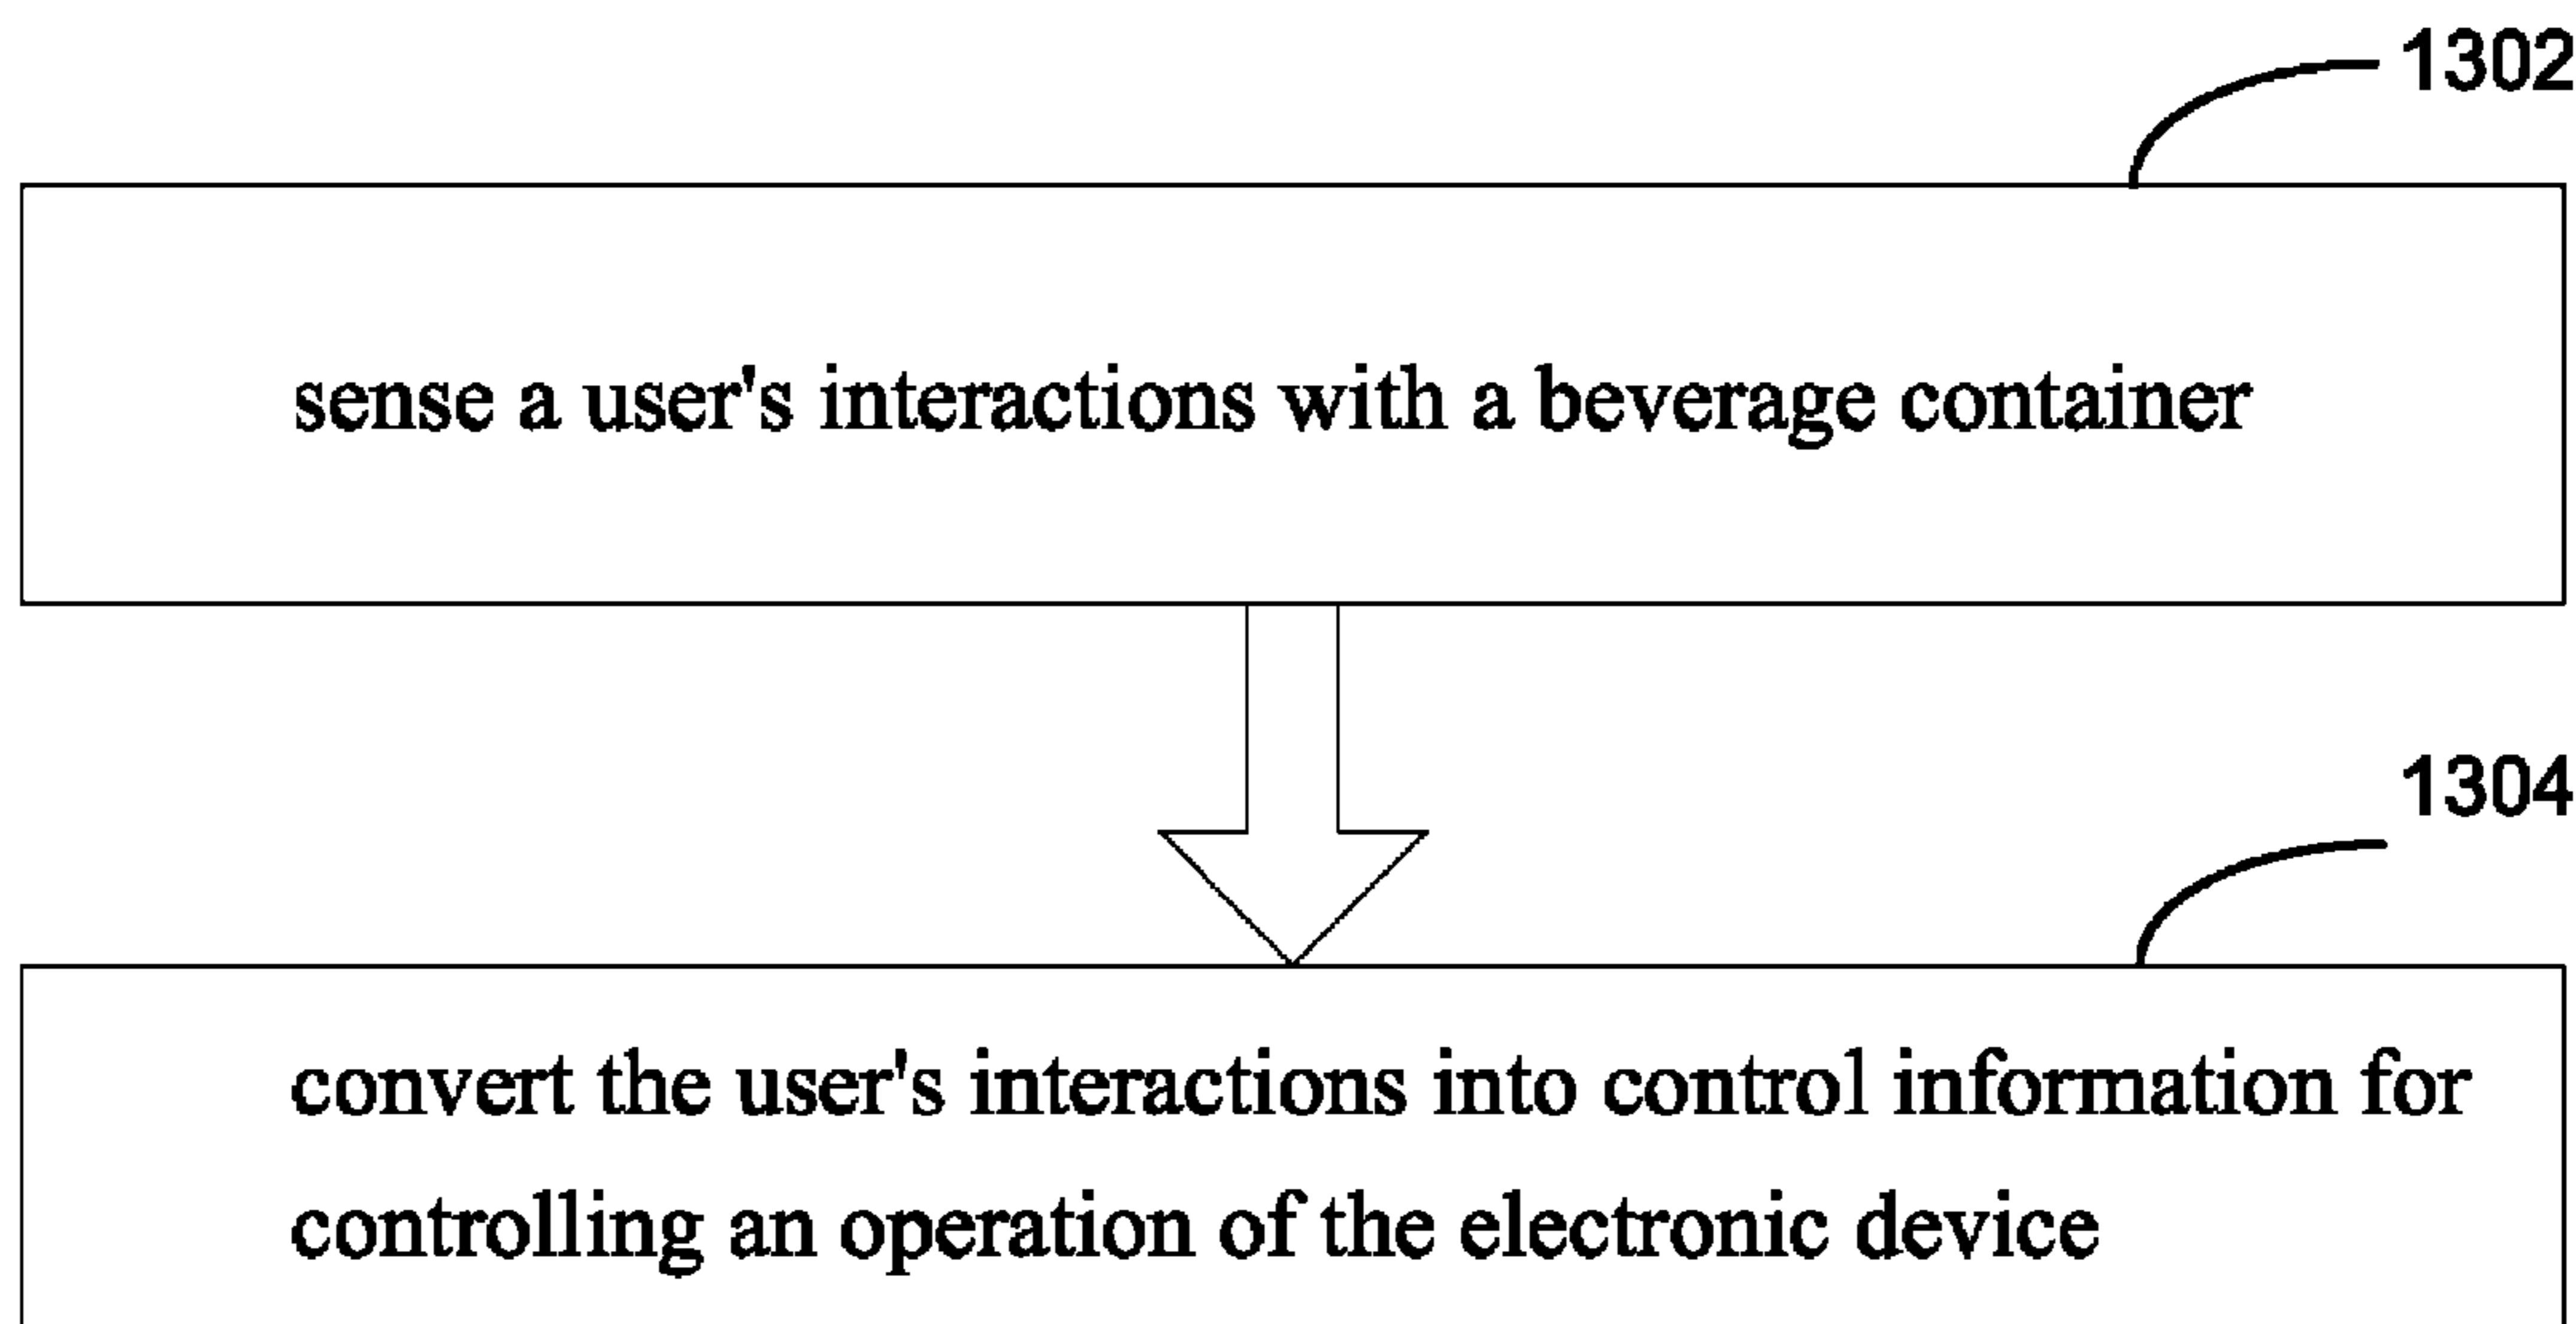 1302
sense a user's interactions with a beverage container
1304
convert the user's interactions into control information for
controlling an operation of the electronic device